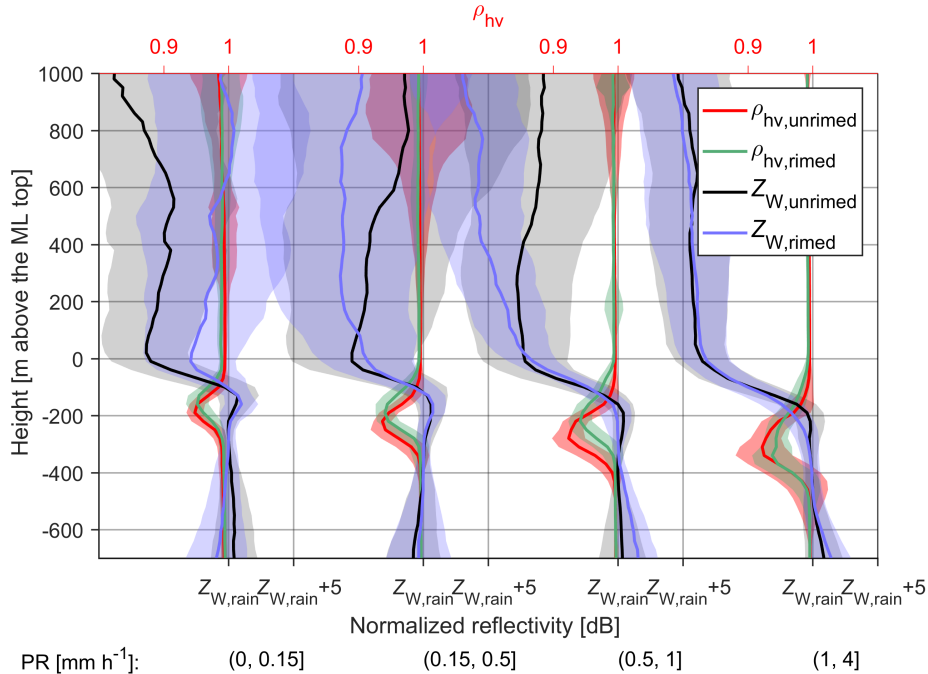 ρhv
0.9 1 0.9 1 0.9 1 0.9 1
1000
800
600
400
200
0
-200
-400
-600
Height [m above the ML top]
ρhv,unrimed
ρhv,rimed
ZW,unrimed
ZW,rimed
ZW,rain ZW,rain+5 ZW,rain ZW,rain+5 ZW,rain ZW,rain+5 ZW,rain ZW,rain+5
Normalized reflectivity [dB]
PR [mm h-1]: (0, 0.15] (0.15, 0.5] (0.5, 1] (1, 4]